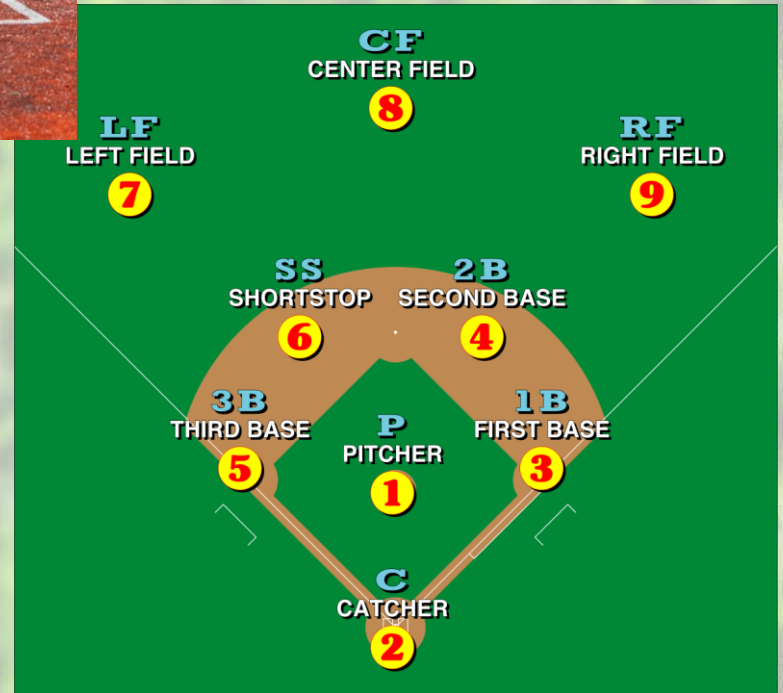 CF
CENTER FIELD
8
LF
LEFT FIELD
7
RF
RIGHT FIELD
9
SS
SHORTSTOP
6
2B
SECOND BASE
4
3B
THIRD BASE
5
P
PITCHER
1
1B
FIRST BASE
3
C
CATCHER
2